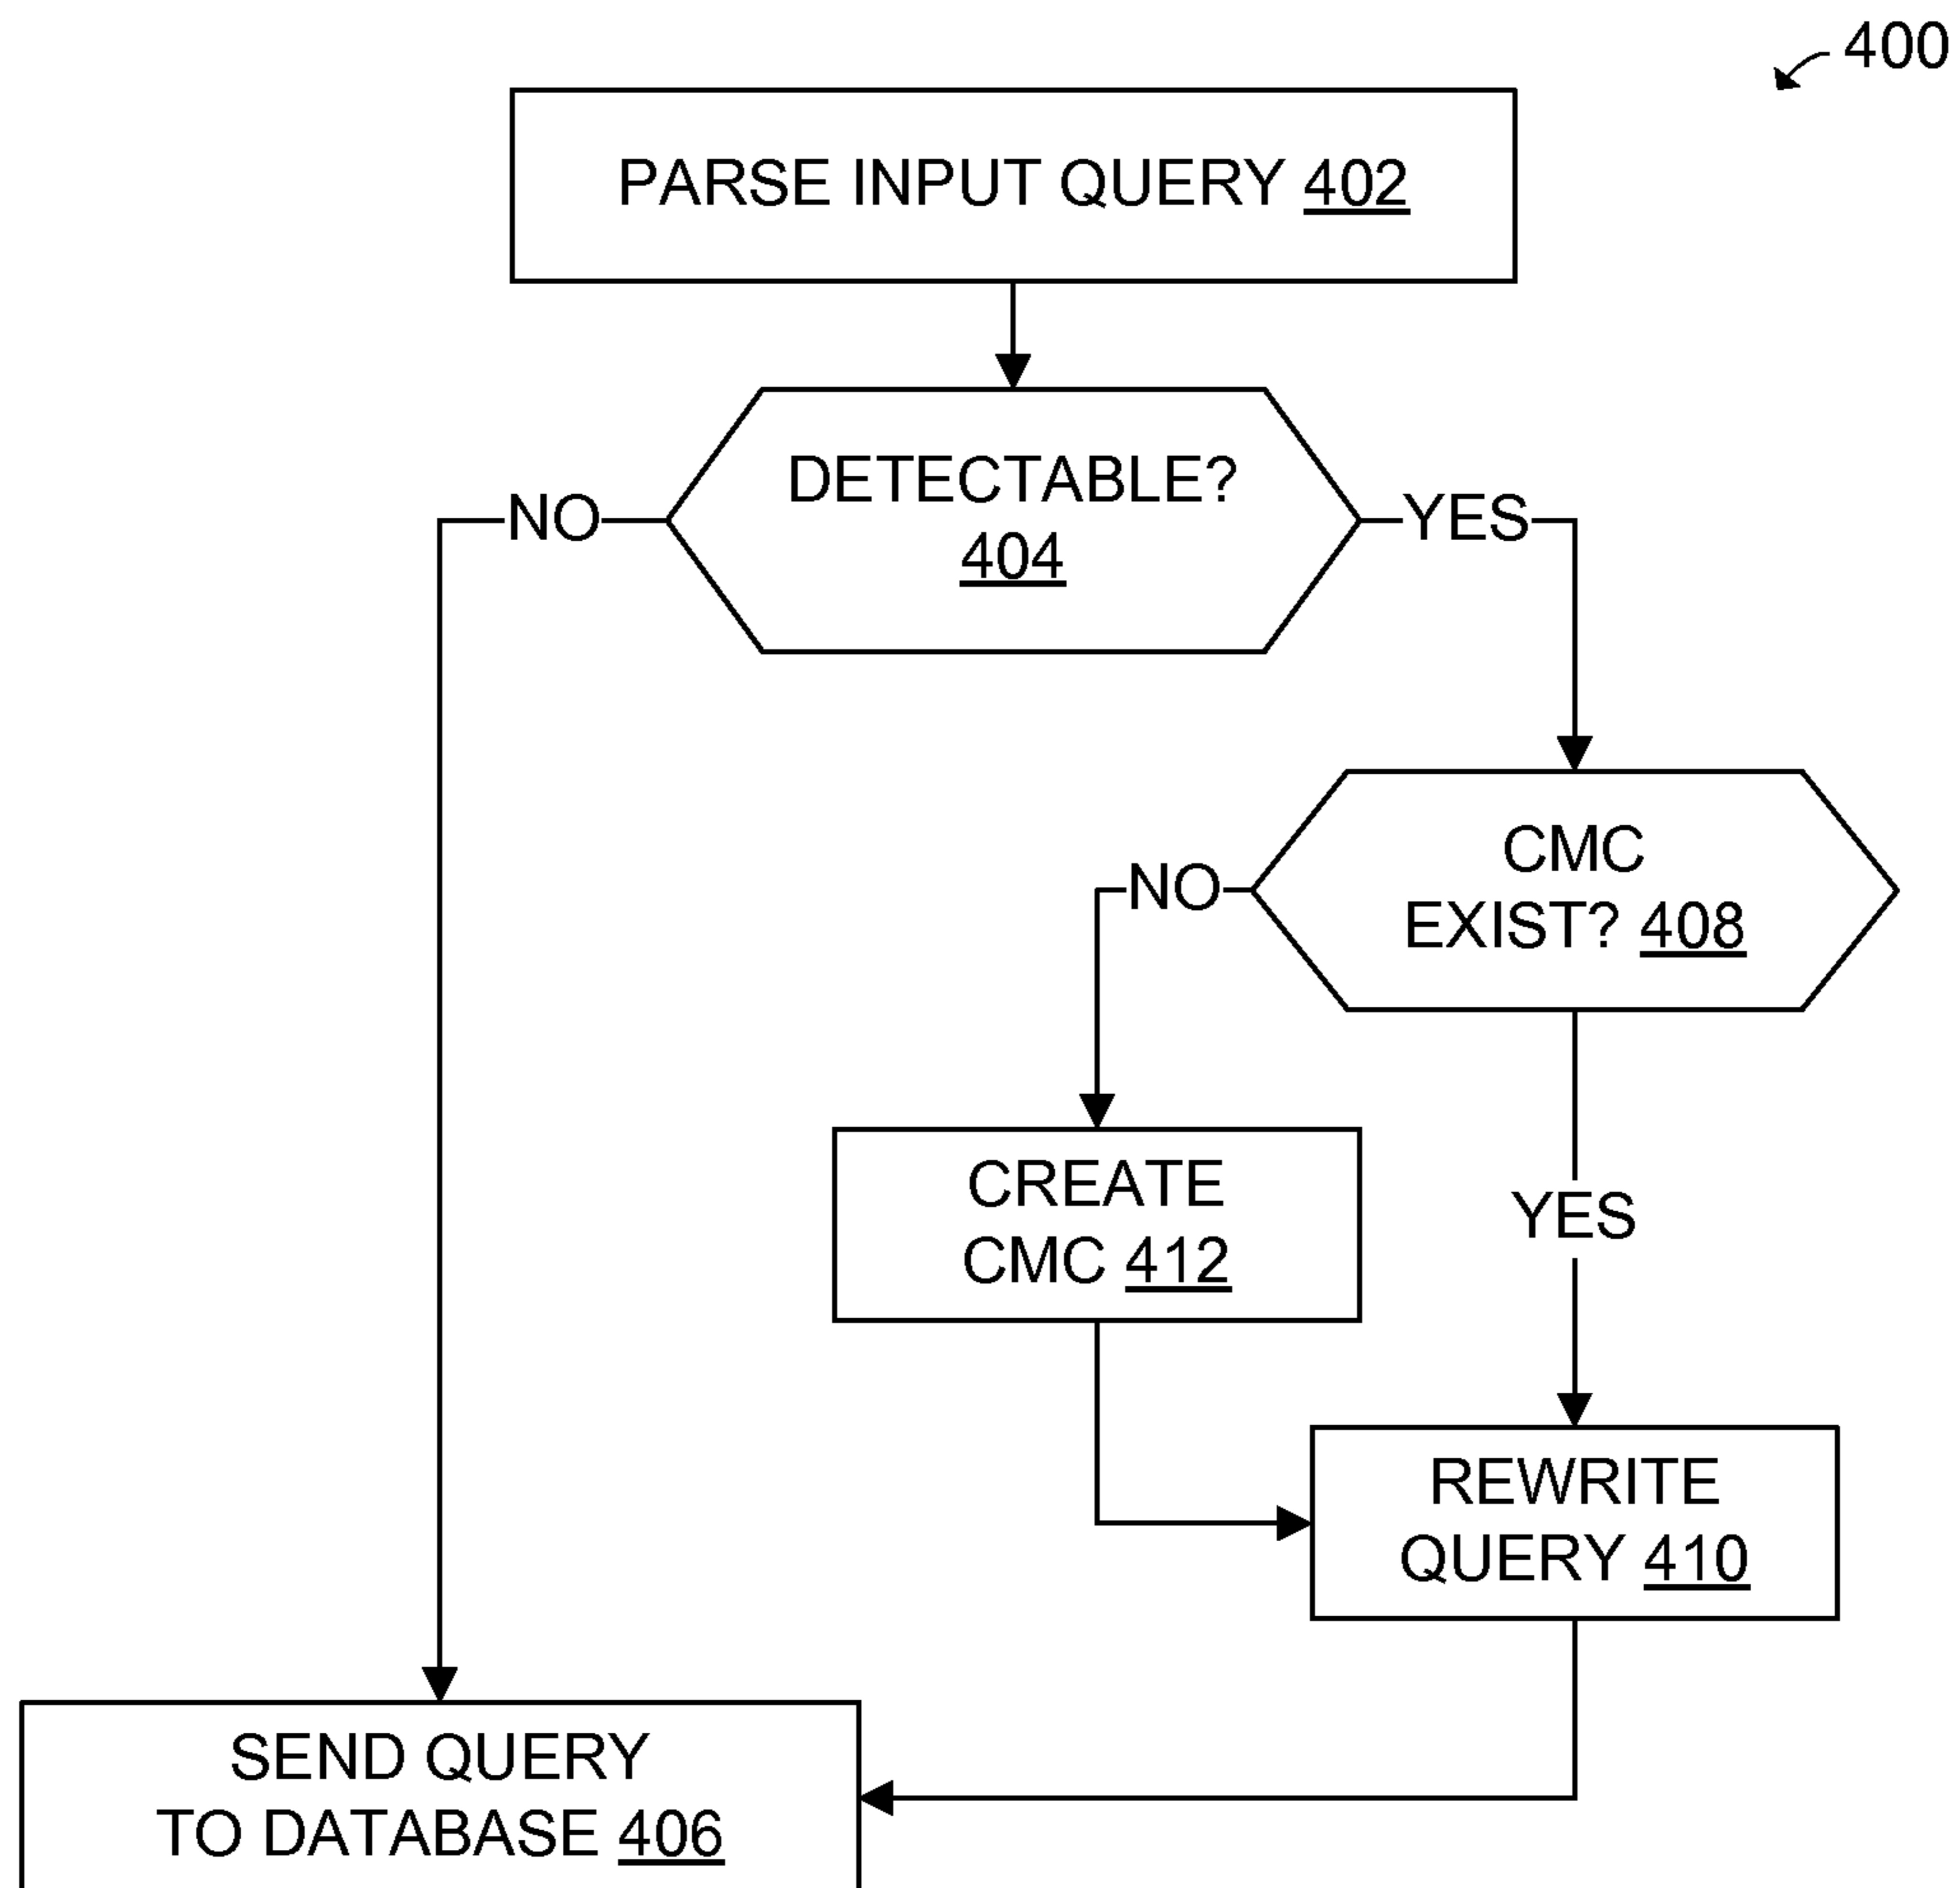 400
PARSE INPUT QUERY 402
DETECTABLE?
404
NO
YES
CMC
EXIST? 408
NO
CREATE
CMC 412
YES
REWRITE
QUERY 410
SEND QUERY
TO DATABASE 406